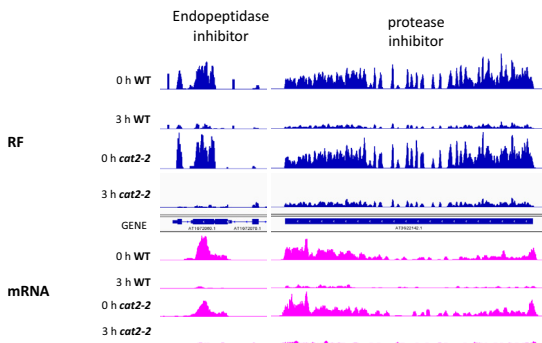 Endopeptidase
inhibitor
protease
inhibitor
0 h WT
3 h WT
RF
0 h cat2-2
3 h cat2-2
GENE
0 h WT
3 h WT
mRNA
0 h cat2-2
3 h cat2-2